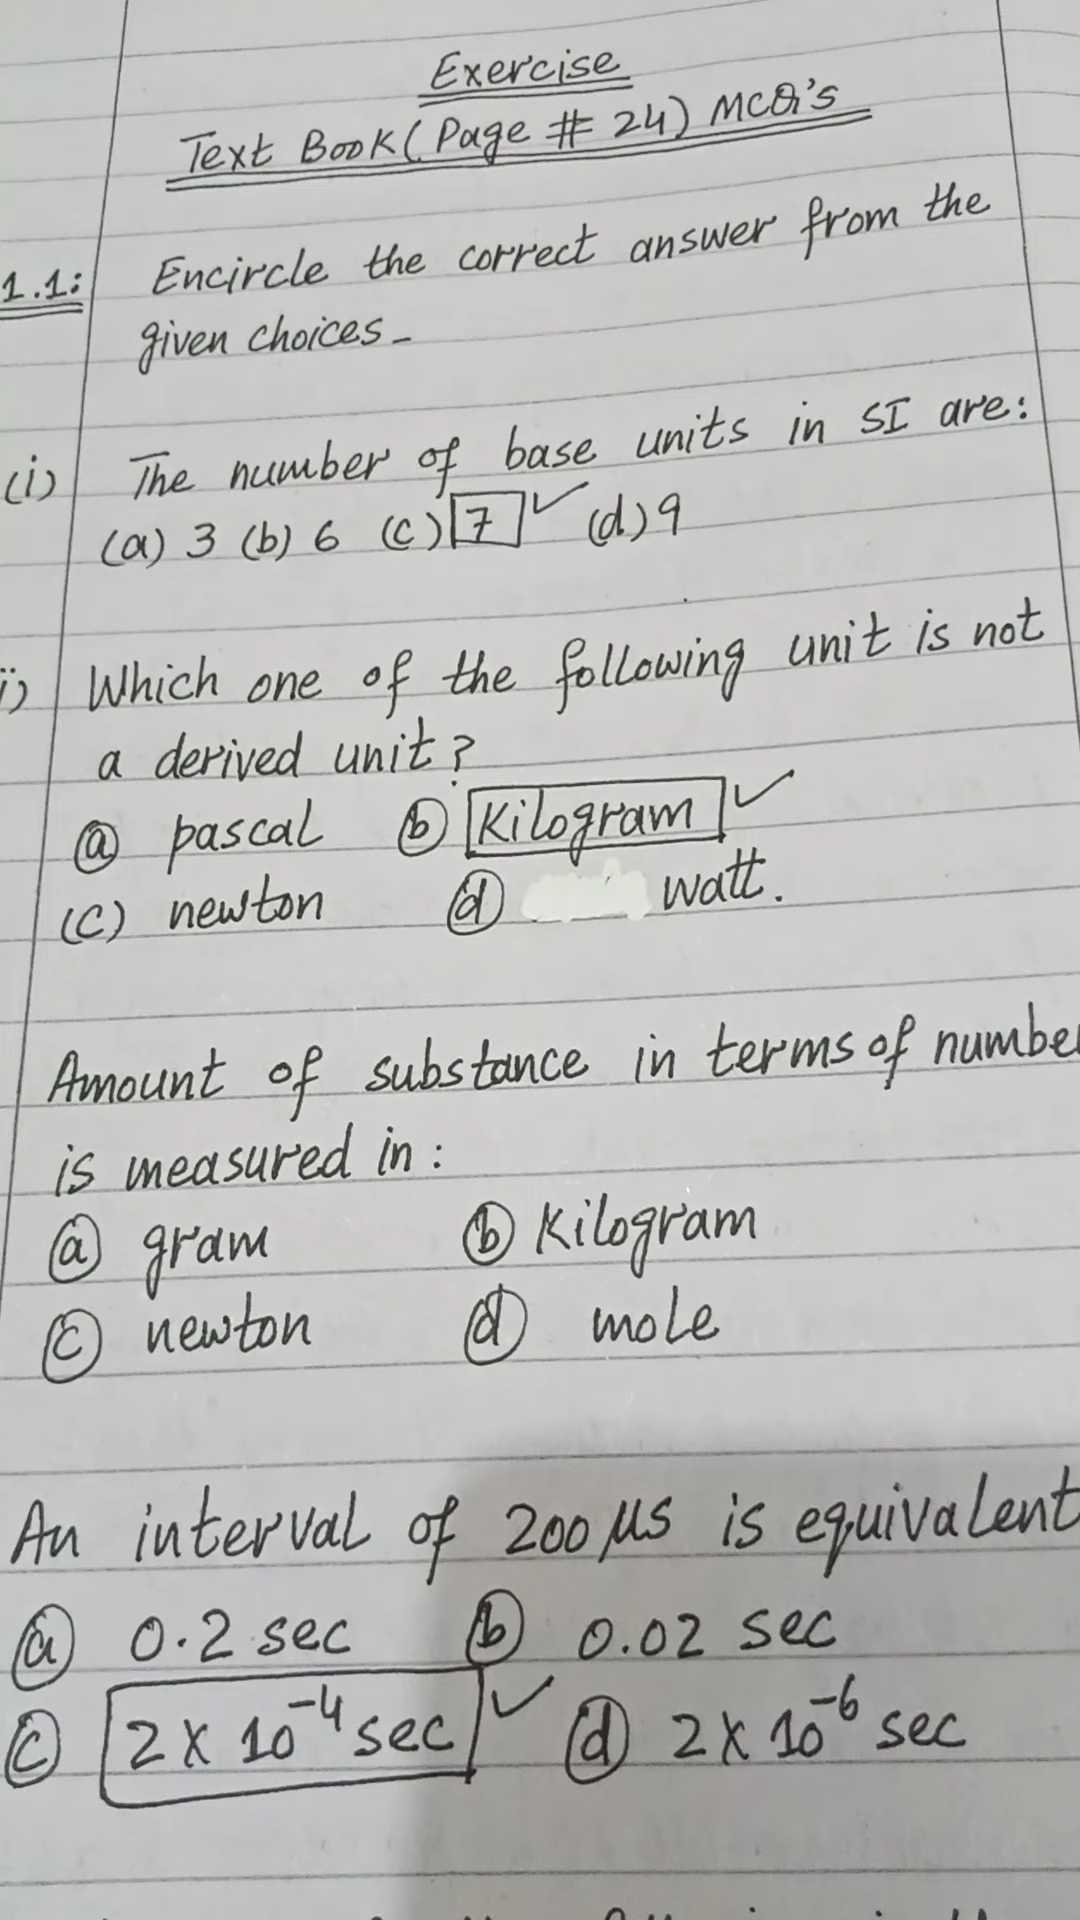 Exercise
Text Book (Page # 24) MCQ's
1.1: Encircle the correct answer from the
given choices-
(i) The number of base units in SI are:
(a) 3 (b) 6 (c) 7 ✓ (d) 9
Which one of the following unit is not
a derived unit?
(a) pascal (b) Kilogram ✓
(c) newton (d) watt.
Amount of substance in terms of number
is measured in:
(a) gram (b) Kilogram
(c) newton (d) mole
An interval of 200 μs is equivalent
(a) 0.2 sec (b) 0.02 sec
(c) 2 x 10⁻⁴ sec ✓ (d) 2 x 10⁻⁶ sec